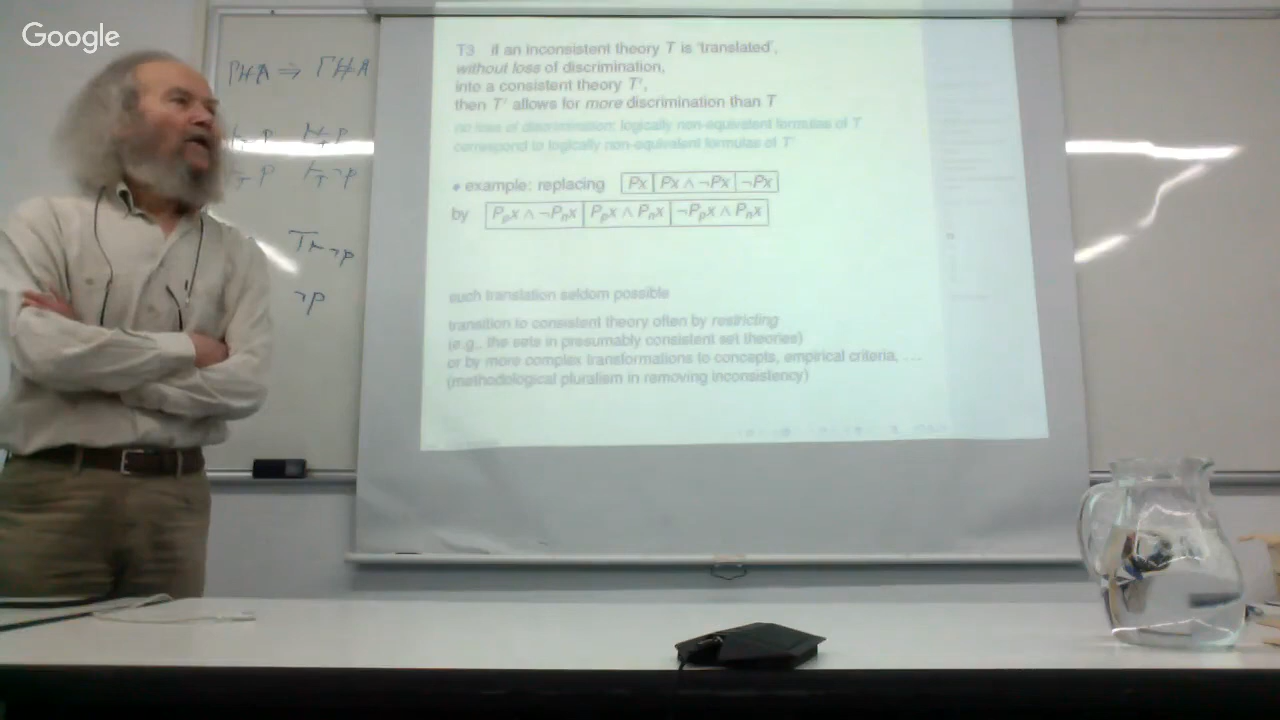 Google
Γ⊬A ⇒ Γ⊭A
⊢ p
p
T⊢¬p
¬p
T3 if an inconsistent theory T is 'translated',
without loss of discrimination,
into a consistent theory T',
then T' allows for more discrimination than T
no loss of discrimination: logically non-equivalent formulas of T
correspond to logically non-equivalent formulas of T'
• example: replacing Px Px ∧ ¬Px ¬Px
by Pₚx ∧ ¬Pₙx Pₚx ∧ Pₙx ¬Pₚx ∧ Pₙx
such translation seldom possible
transition to consistent theory often by restricting
(e.g., the sets in presumably consistent set theories)
or by more complex transformations to concepts, empirical criteria, ...
(methodological pluralism in removing inconsistency)